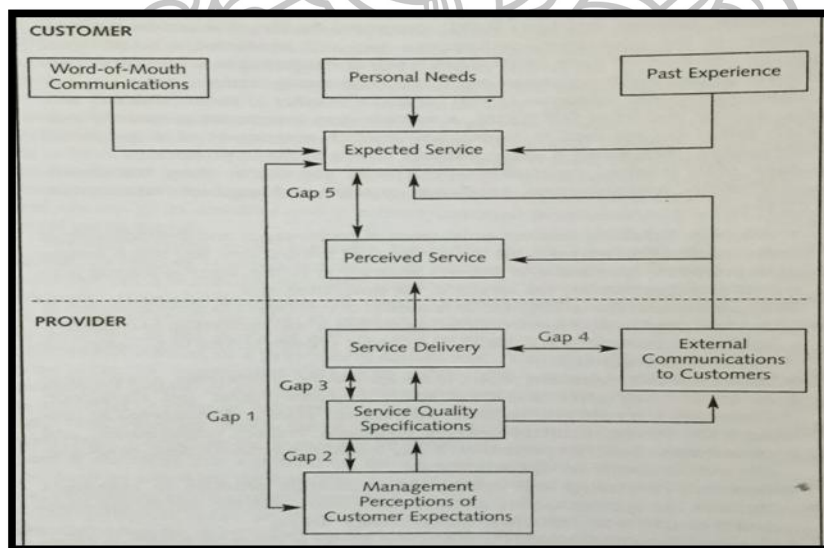 CUSTOMER
Word-of-Mouth
Communications
Personal Needs
Past Experience
Expected Service
Gap 5
Perceived Service
PROVIDER
Service Delivery
Gap 4
External
Communications
to Customers
Gap 3
Gap 1
Service Quality
Specifications
Gap 2
Management
Perceptions of
Customer Expectations